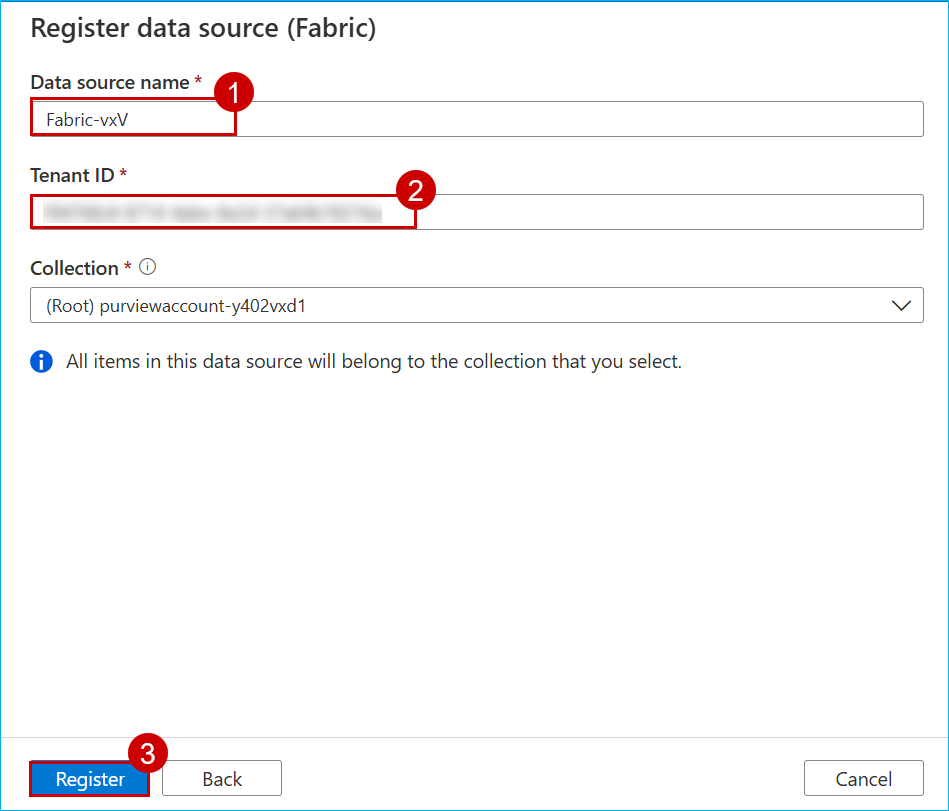 Register data source (Fabric)
Data source name *
1
Fabric-vxV
Tenant ID *
2
Collection *
(Root) purviewaccount-y402vxd1
All items in this data source will belong to the collection that you select.
3
Register Back Cancel